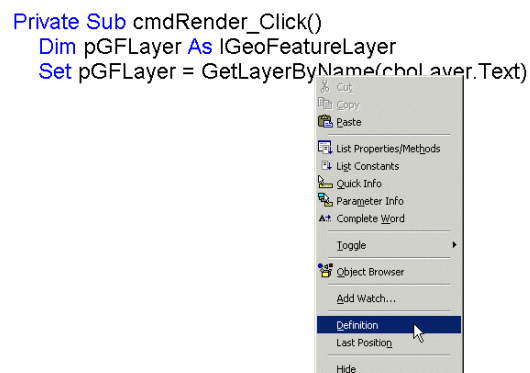 Private Sub cmdRender_Click()
Dim pGFLayer As IGeoFeatureLayer
Set pGFLayer = GetLayerByName(cboLayer.Text)
Cut
Copy
Paste
List Properties/Methods
List Constants
Quick Info
Parameter Info
Complete Word
Toggle
Object Browser
Add Watch...
Definition
Last Position
Hide